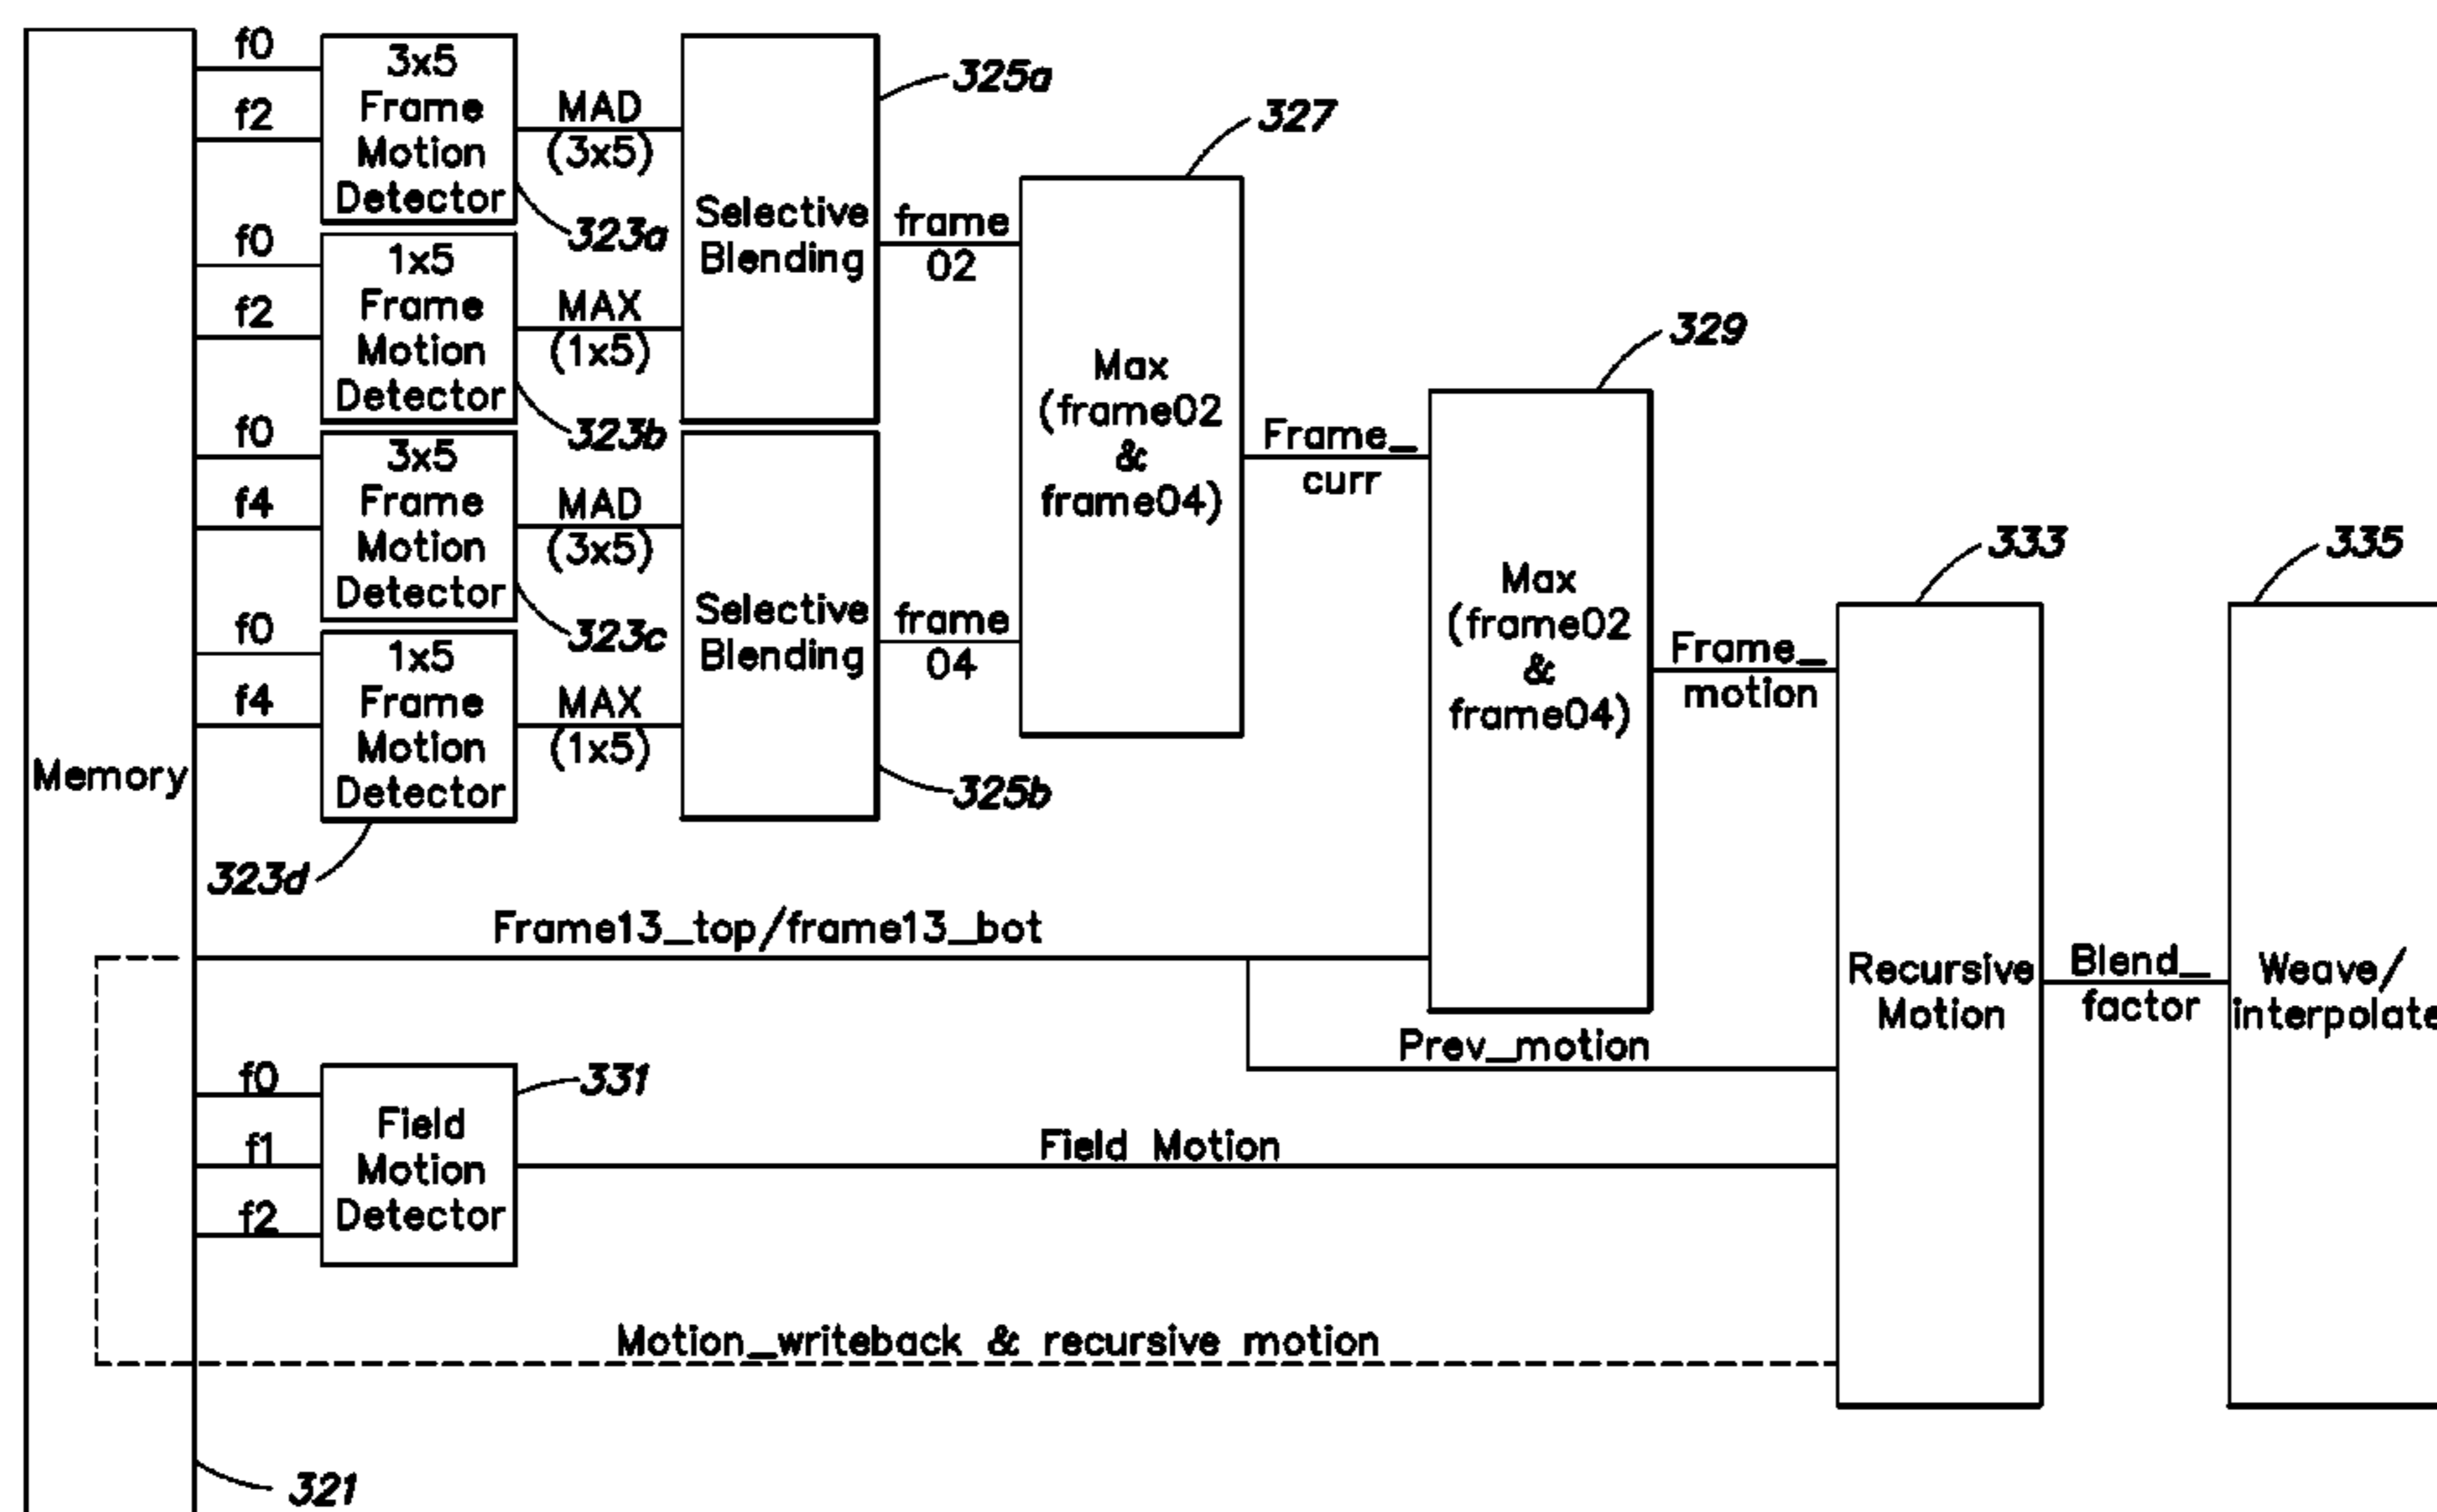 f0
f2
3x5
Frame
Motion
Detector
323a
MAD
(3x5)
f0
f2
1x5
Frame
Motion
Detector
323b
MAX
(1x5)
Selective
Blending
325a
frame
02
f0
f4
3x5
Frame
Motion
Detector
323c
MAD
(3x5)
f0
f4
1x5
Frame
Motion
Detector
323d
MAX
(1x5)
Selective
Blending
325b
frame
04
Max
(frame02
&
frame04)
327
Frame_
curr
Max
(frame02
&
frame04)
329
Frame_
motion
Memory
321
Frame13_top/frame13_bot
Prev_motion
f0
f1
f2
Field
Motion
Detector
331
Field Motion
Motion_writeback & recursive motion
Recursive
Motion
333
Blend_
factor
Weave/
interpolate
335